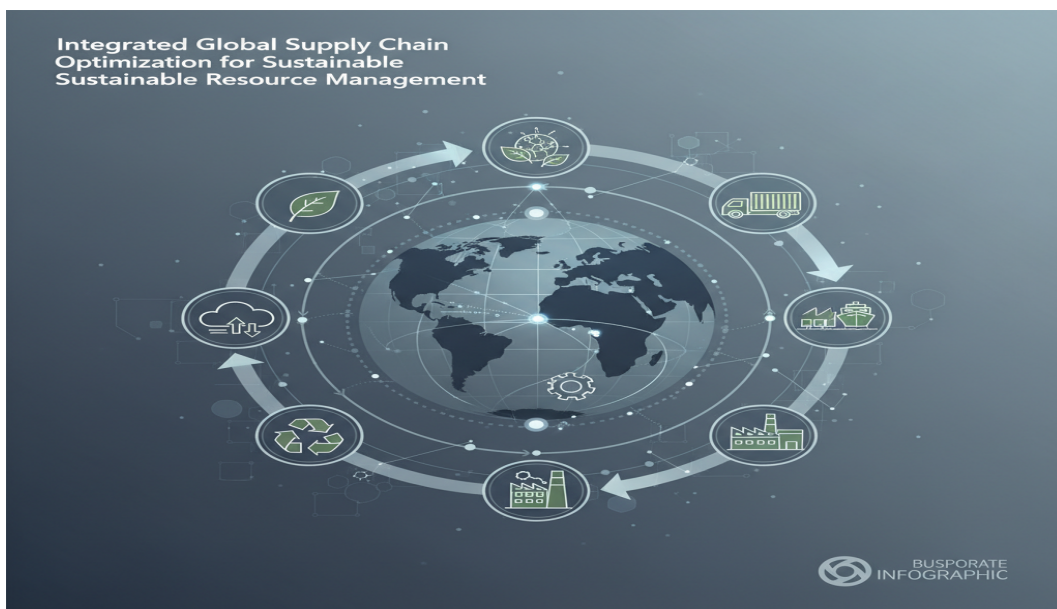 Integrated Global Supply Chain
Optimization for Sustainable
Sustainable Resource Management
BUSPORATE
INFOGRAPHIC